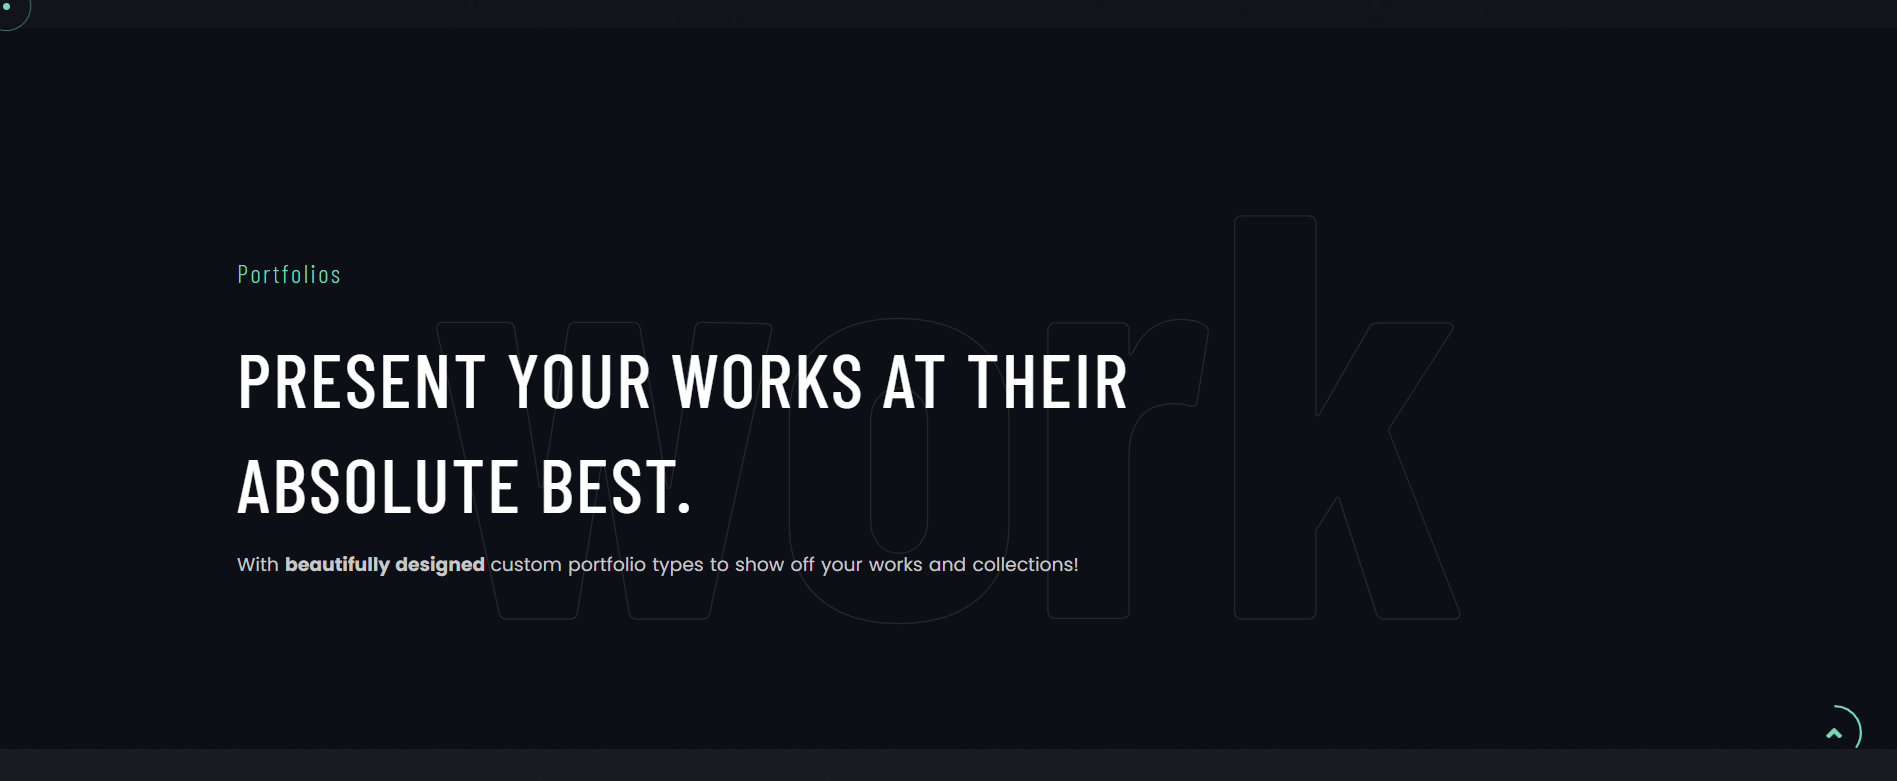 Portfolios
work
PRESENT YOUR WORKS AT THEIR
ABSOLUTE BEST.
With beautifully designed custom portfolio types to show off your works and collections!